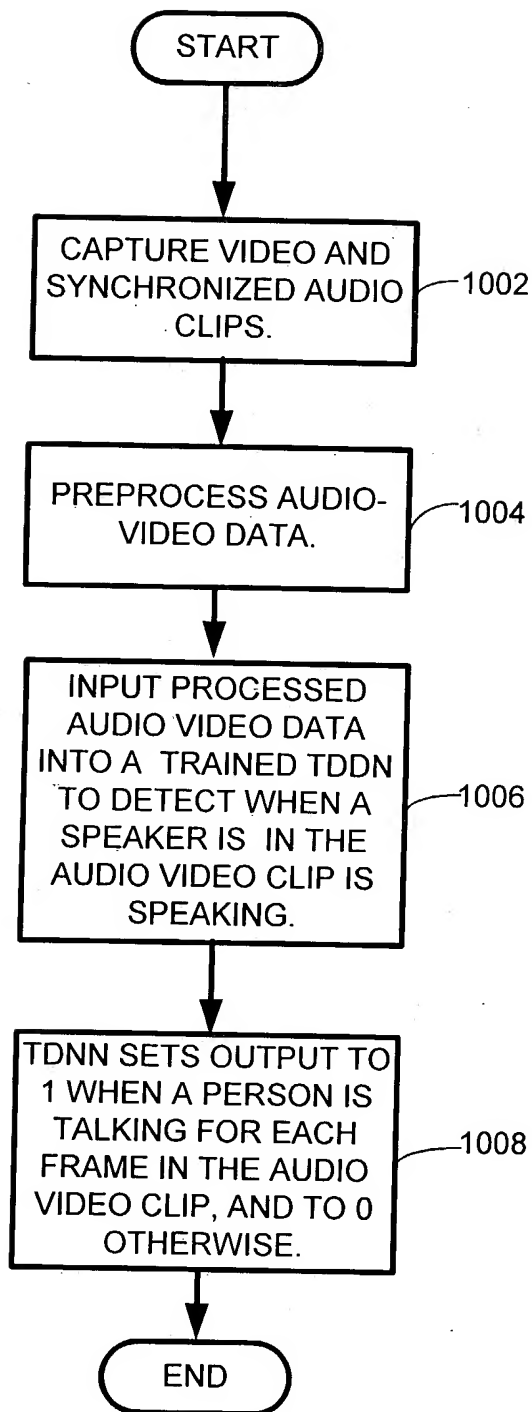 START
CAPTURE VIDEO AND
SYNCHRONIZED AUDIO
CLIPS.
1002
PREPROCESS AUDIO-
VIDEO DATA.
1004
INPUT PROCESSED
AUDIO VIDEO DATA
INTO A TRAINED TDDN
TO DETECT WHEN A
SPEAKER IS IN THE
AUDIO VIDEO CLIP IS
SPEAKING.
1006
TDNN SETS OUTPUT TO
1 WHEN A PERSON IS
TALKING FOR EACH
FRAME IN THE AUDIO
VIDEO CLIP, AND TO 0
OTHERWISE.
1008
END